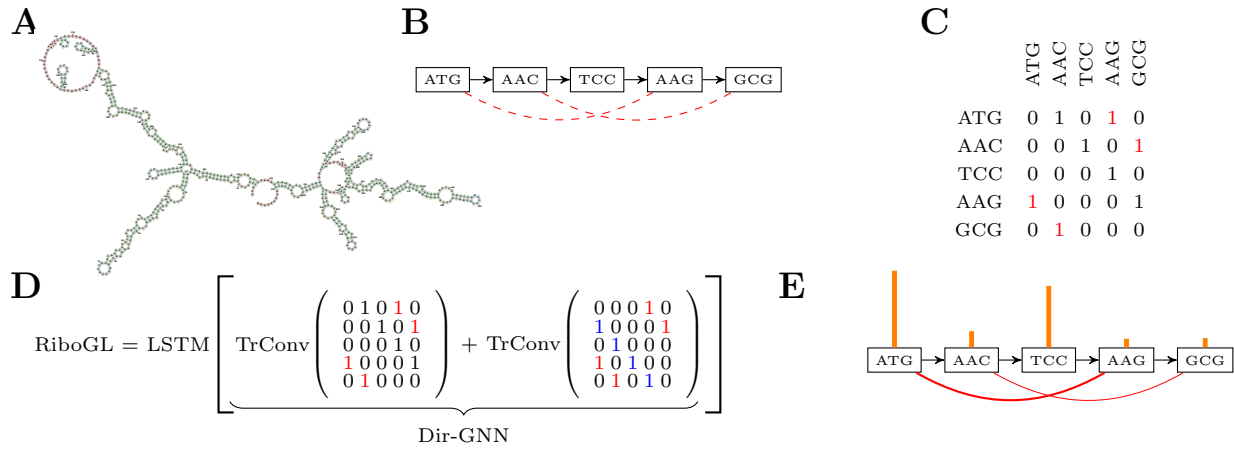 A
B
ATG AAC TCC AAG GCG
C
ATG AAC TCC AAG GCG
ATG 0 1 0 1 0
AAC 0 0 1 0 1
TCC 0 0 0 1 0
AAG 1 0 0 0 1
GCG 0 1 0 0 0
D
RiboGL = LSTM [ TrConv ( 0 1 0 1 0
0 0 1 0 1
0 0 0 1 0
1 0 0 0 1
0 1 0 0 0 )
+ TrConv ( 0 0 0 1 0
1 0 0 0 1
0 1 0 0 0
1 0 1 0 0
0 1 0 1 0 ) ]
Dir-GNN
E
ATG AAC TCC AAG GCG